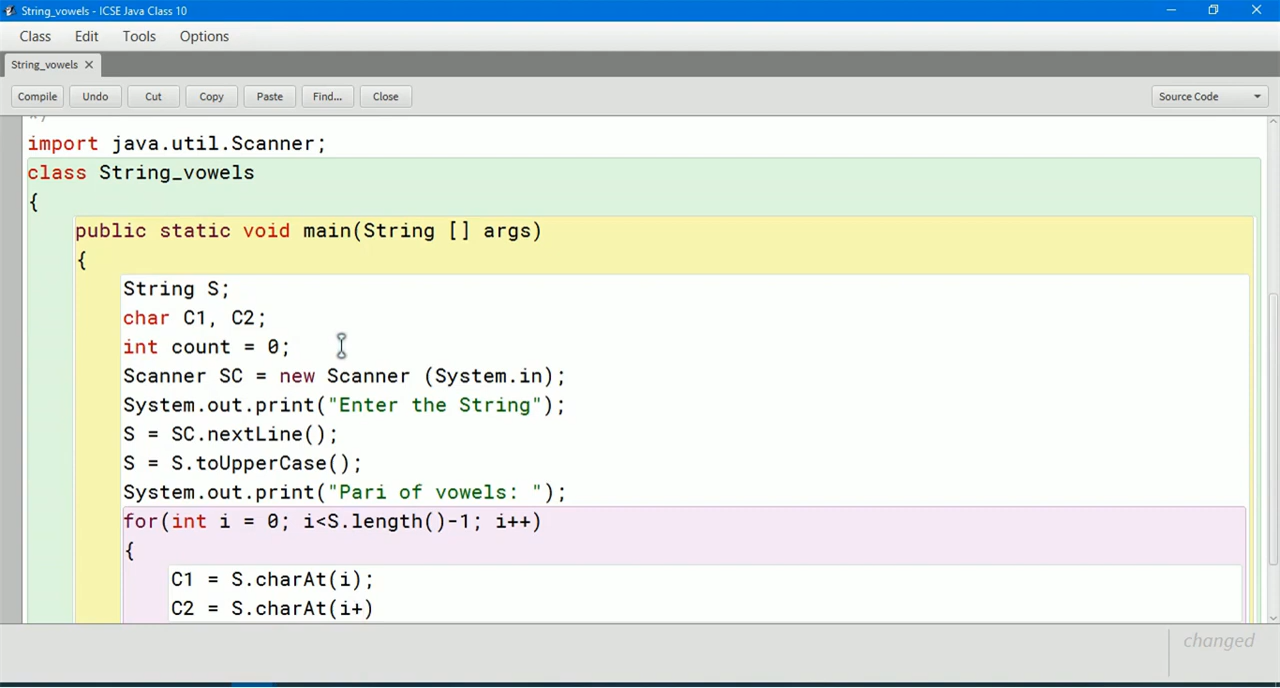 String_vowels - ICSE Java Class 10
Class Edit Tools Options
String_vowels ✕
Compile Undo Cut Copy Paste Find... Close Source Code
import java.util.Scanner;
class String_vowels
{
public static void main(String [] args)
{
String S;
char C1, C2;
int count = 0;
Scanner SC = new Scanner (System.in);
System.out.print("Enter the String");
S = SC.nextLine();
S = S.toUpperCase();
System.out.print("Pari of vowels: ");
for(int i = 0; i<S.length()-1; i++)
{
C1 = S.charAt(i);
C2 = S.charAt(i+)
changed